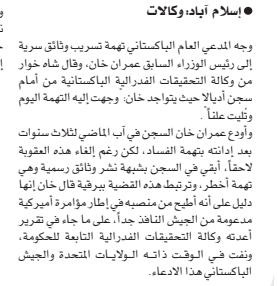 ● إسلام آباد، وكالات
وجه المدعي العام الباكستاني تهمة تسريب وثائق سرية
إلى رئيس الوزراء السابق عمران خان، وقال شاه خوار
من وكالة التحقيقات الفدرالية الباكستانية من أمام
سجن أديالا حيث يتواجد خان: وجهت إليه التهمة اليوم
وتليت علناً .
وأودع عمران خان السجن في آب الماضي لثلاث سنوات
بعد إدانته بتهمة الفساد، لكن رغم إلغاء هذه العقوبة
لاحقاً، أبقي في السجن بشبهة نشر وثائق رسمية وهي
تهمة أخطر، وترتبط هذه القضية ببرقية قال خان إنها
دليل على أنه أطيح من منصبه في إطار مؤامرة أميركية
مدعومة من الجيش النافذ جداً، على ما جاء في تقرير
أعدته وكالة التحقيقات الفدرالية التابعة للحكومة،
ونفت في الوقت ذاته الولايات المتحدة والجيش
الباكستاني هذا الادعاء.